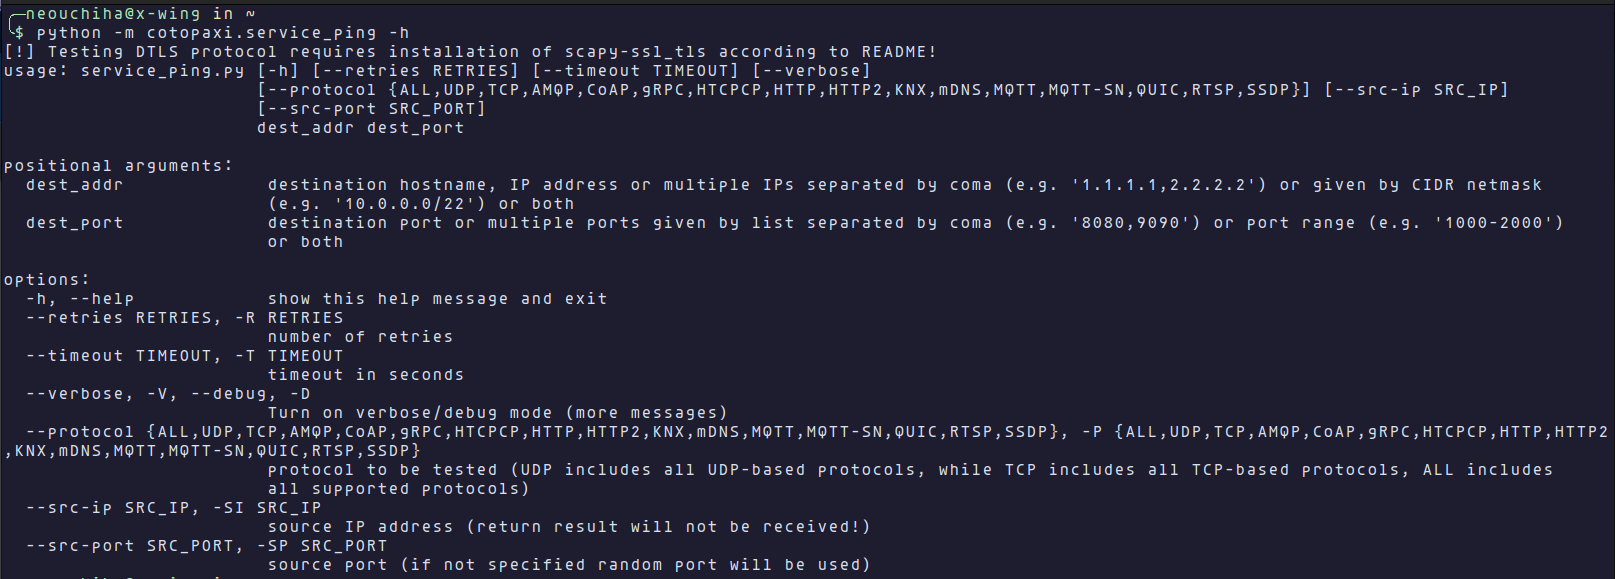 neouchiha@x-wing in ~
$ python -m cotopaxi.service_ping -h
[!] Testing DTLS protocol requires installation of scapy-ssl_tls according to README!
usage: service_ping.py [-h] [--retries RETRIES] [--timeout TIMEOUT] [--verbose]
[--protocol {ALL,UDP,TCP,AMQP,CoAP,gRPC,HTCPCP,HTTP,HTTP2,KNX,mDNS,MQTT,MQTT-SN,QUIC,RTSP,SSDP}] [--src-ip SRC_IP]
[--src-port SRC_PORT]
dest_addr dest_port
positional arguments:
dest_addr destination hostname, IP address or multiple IPs separated by coma (e.g. '1.1.1.1,2.2.2.2') or given by CIDR netmask
(e.g. '10.0.0.0/22') or both
dest_port destination port or multiple ports given by list separated by coma (e.g. '8080,9090') or port range (e.g. '1000-2000')
or both
options:
-h, --help show this help message and exit
--retries RETRIES, -R RETRIES
number of retries
--timeout TIMEOUT, -T TIMEOUT
timeout in seconds
--verbose, -V, --debug, -D
Turn on verbose/debug mode (more messages)
--protocol {ALL,UDP,TCP,AMQP,CoAP,gRPC,HTCPCP,HTTP,HTTP2,KNX,mDNS,MQTT,MQTT-SN,QUIC,RTSP,SSDP}, -P {ALL,UDP,TCP,AMQP,CoAP,gRPC,HTCPCP,HTTP,HTTP2
,KNX,mDNS,MQTT,MQTT-SN,QUIC,RTSP,SSDP}
protocol to be tested (UDP includes all UDP-based protocols, while TCP includes all TCP-based protocols, ALL includes
all supported protocols)
--src-ip SRC_IP, -SI SRC_IP
source IP address (return result will not be received!)
--src-port SRC_PORT, -SP SRC_PORT
source port (if not specified random port will be used)